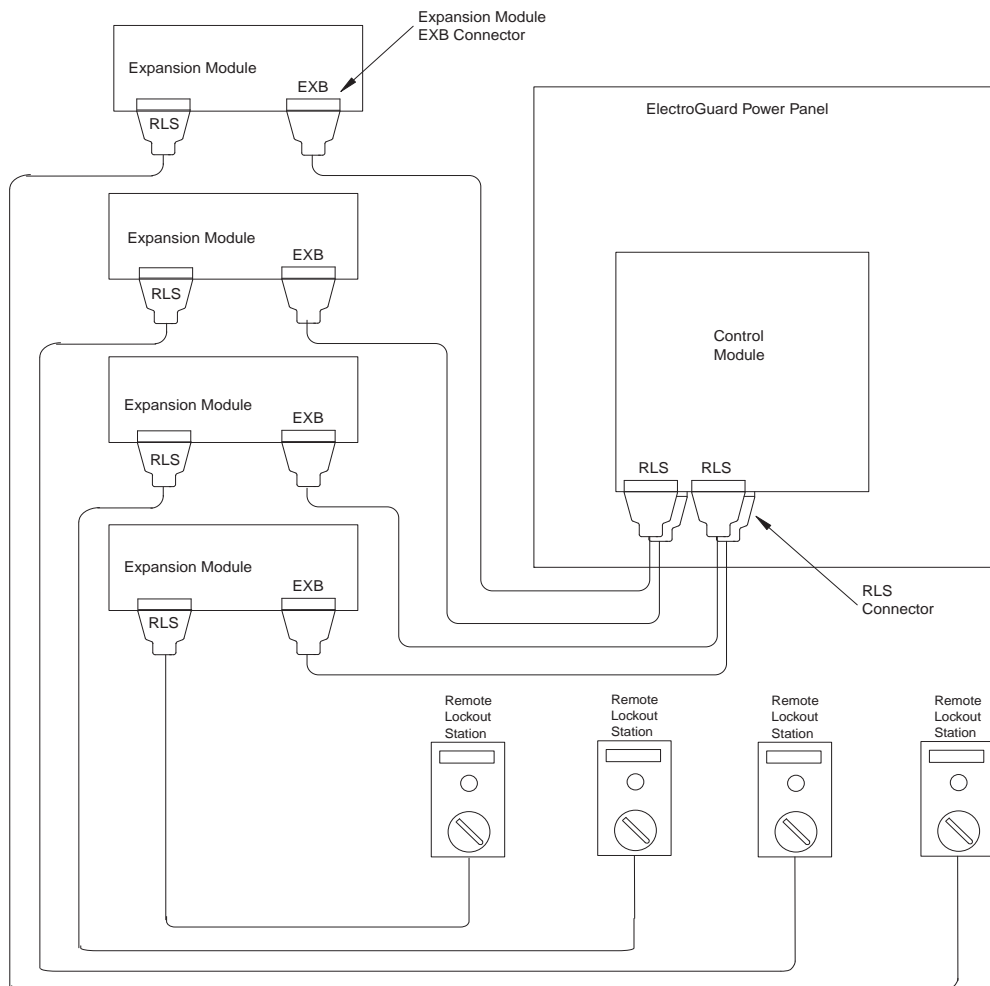 Expansion Module
EXB Connector
Expansion Module
EXB
RLS
ElectroGuard Power Panel
Expansion Module
EXB
RLS
Control
Module
Expansion Module
EXB
RLS
RLS
RLS
Expansion Module
EXB
RLS
RLS
Connector
Remote
Lockout
Station
Remote
Lockout
Station
Remote
Lockout
Station
Remote
Lockout
Station